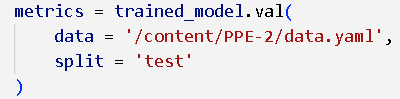 metrics = trained_model.val(
    data = '/content/PPE-2/data.yaml',
    split = 'test'
)